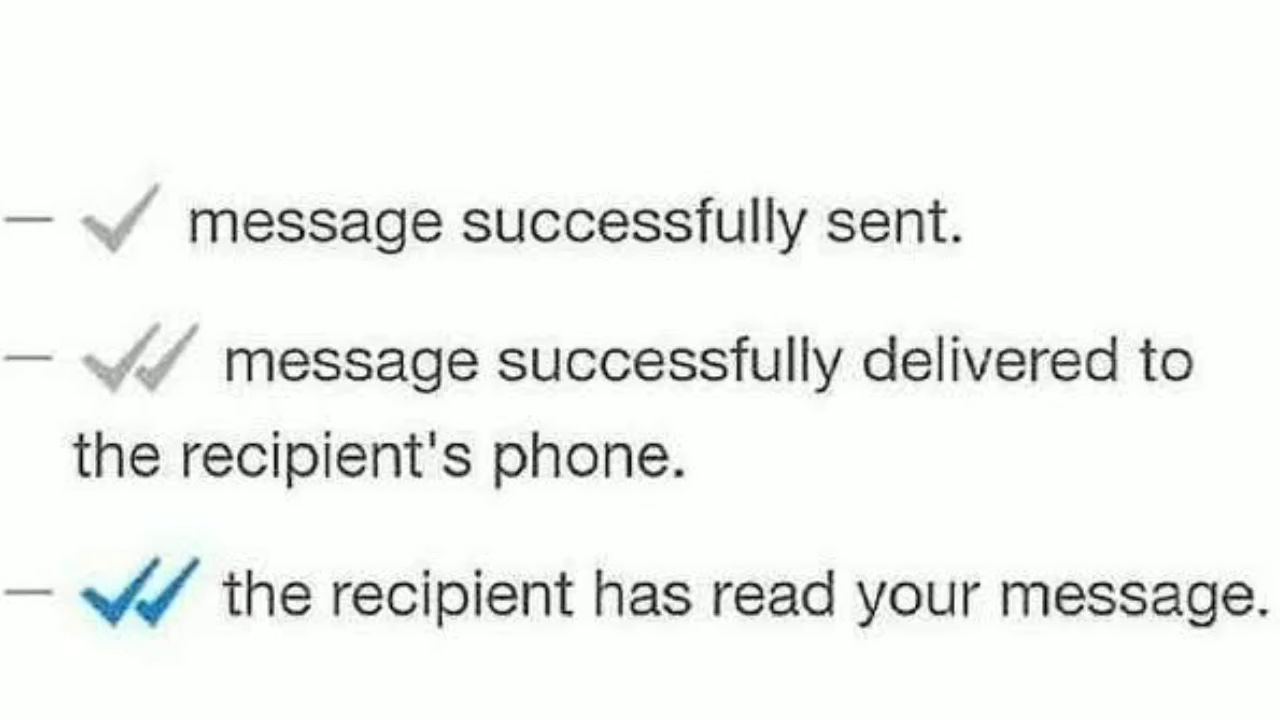 – ✓ message successfully sent.
– ✓✓ message successfully delivered to
the recipient's phone.
– ✓✓ the recipient has read your message.